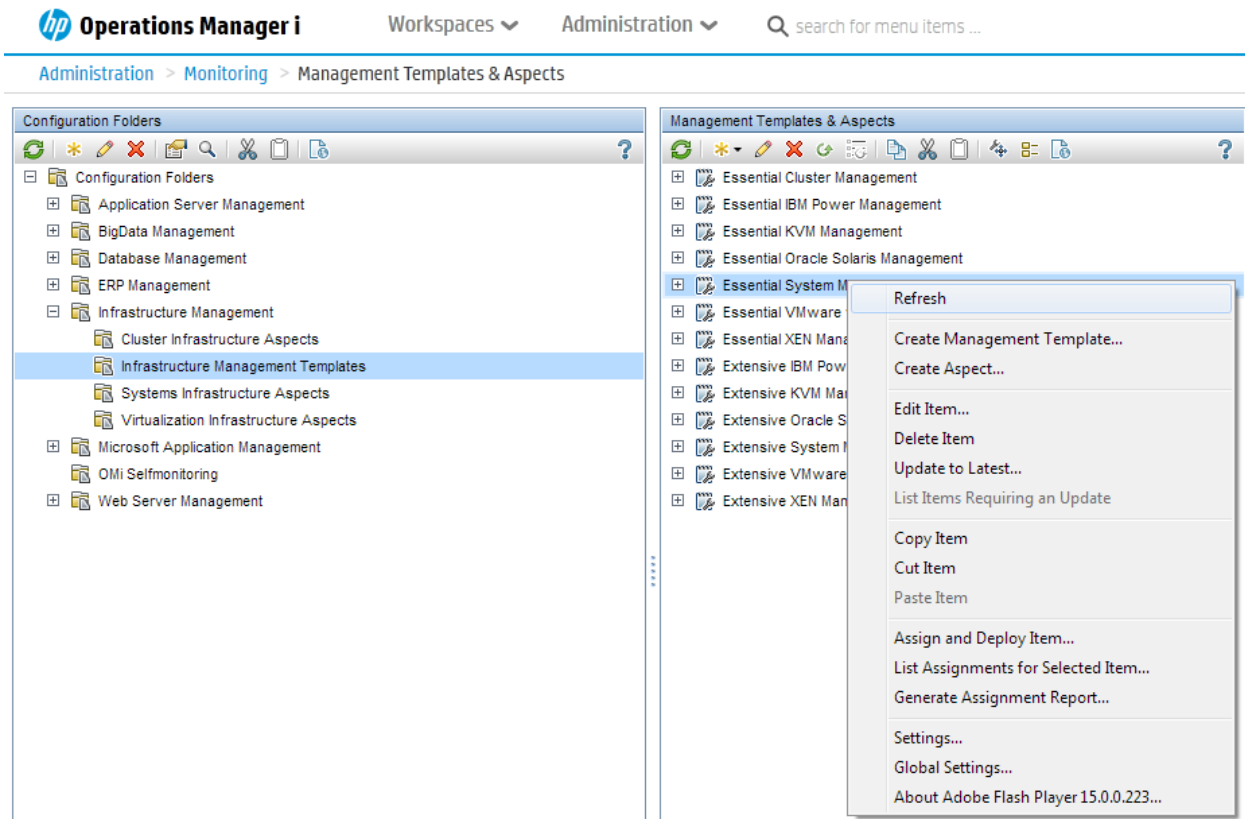 hp Operations Manager i Workspaces Administration search for menu items ...
Administration > Monitoring > Management Templates & Aspects
Configuration Folders
?
Configuration Folders
Application Server Management
BigData Management
Database Management
ERP Management
Infrastructure Management
Cluster Infrastructure Aspects
Infrastructure Management Templates
Systems Infrastructure Aspects
Virtualization Infrastructure Aspects
Microsoft Application Management
OMi Selfmonitoring
Web Server Management
Management Templates & Aspects
?
Essential Cluster Management
Essential IBM Power Management
Essential KVM Management
Essential Oracle Solaris Management
Essential System M
Essential VMware
Essential XEN Mana
Extensive IBM Pow
Extensive KVM Mai
Extensive Oracle S
Extensive System
Extensive VMware
Extensive XEN Man
Refresh
Create Management Template...
Create Aspect...
Edit Item...
Delete Item
Update to Latest...
List Items Requiring an Update
Copy Item
Cut Item
Paste Item
Assign and Deploy Item...
List Assignments for Selected Item...
Generate Assignment Report...
Settings...
Global Settings...
About Adobe Flash Player 15.0.0.223...